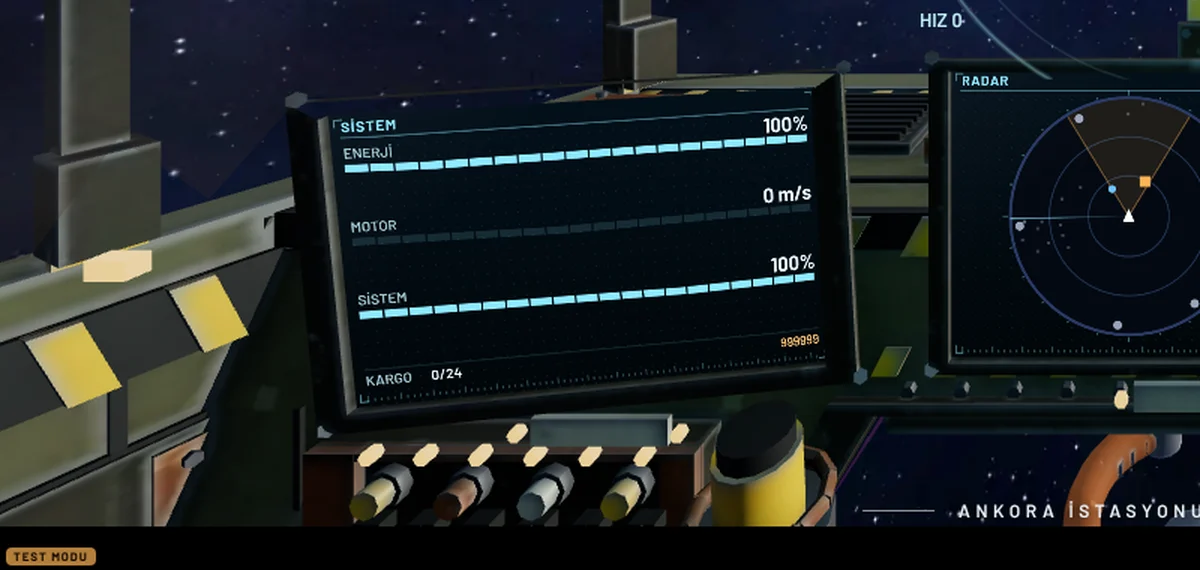 HIZ 0
SİSTEM
ENERJİ 100%
MOTOR 0 m/s
SİSTEM 100%
999999
KARGO 0/24
RADAR
ANKORA İSTASYONU
TEST MODU